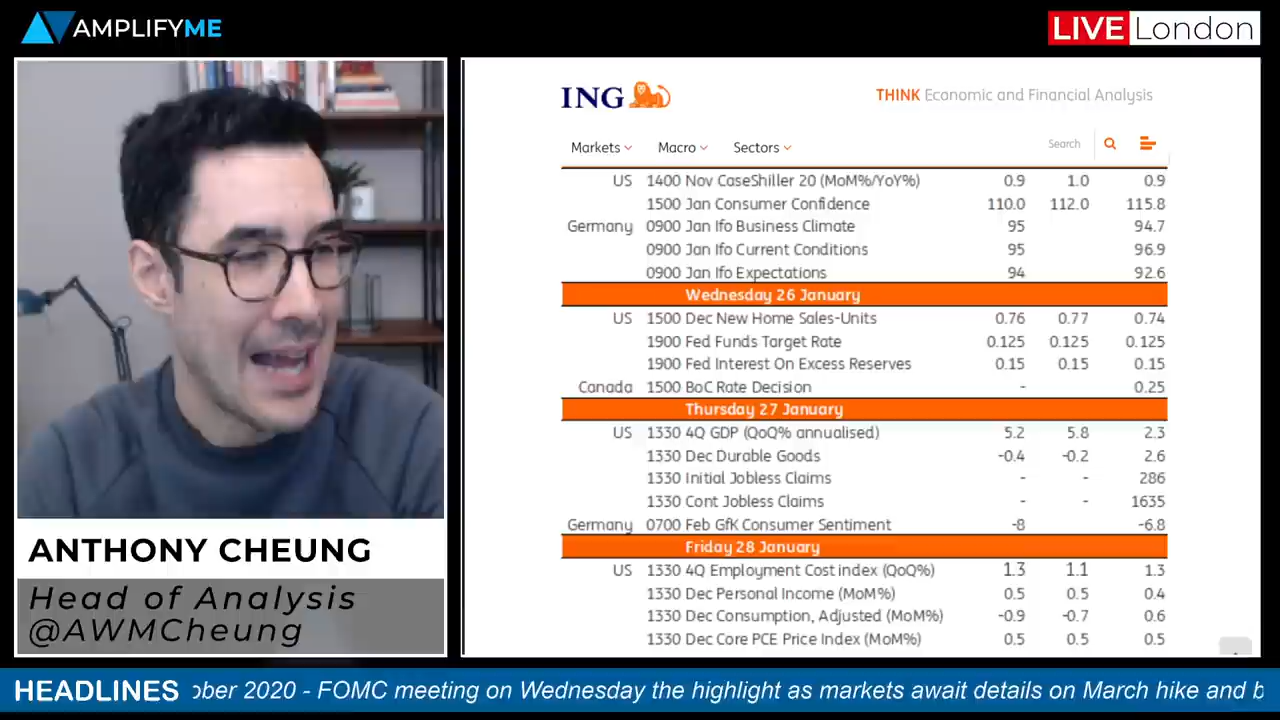 AMPLIFYME
LIVE London
ING
THINK Economic and Financial Analysis
Markets Macro Sectors Search
US 1400 Nov CaseShiller 20 (MoM%/YoY%) 0.9 1.0 0.9
1500 Jan Consumer Confidence 110.0 112.0 115.8
Germany 0900 Jan Ifo Business Climate 95 94.7
0900 Jan Ifo Current Conditions 95 96.9
0900 Jan Ifo Expectations 94 92.6
Wednesday 26 January
US 1500 Dec New Home Sales-Units 0.76 0.77 0.74
1900 Fed Funds Target Rate 0.125 0.125 0.125
1900 Fed Interest On Excess Reserves 0.15 0.15 0.15
Canada 1500 BoC Rate Decision - 0.25
Thursday 27 January
US 1330 4Q GDP (QoQ% annualised) 5.2 5.8 2.3
1330 Dec Durable Goods -0.4 -0.2 2.6
1330 Initial Jobless Claims - - 286
1330 Cont Jobless Claims - - 1635
Germany 0700 Feb GfK Consumer Sentiment -8 -6.8
Friday 28 January
US 1330 4Q Employment Cost index (QoQ%) 1.3 1.1 1.3
1330 Dec Personal Income (MoM%) 0.5 0.5 0.4
1330 Dec Consumption, Adjusted (MoM%) -0.9 -0.7 0.6
1330 Dec Core PCE Price Index (MoM%) 0.5 0.5 0.5
ANTHONY CHEUNG
Head of Analysis
@AWMCheung
HEADLINES ober 2020 - FOMC meeting on Wednesday the highlight as markets await details on March hike and b